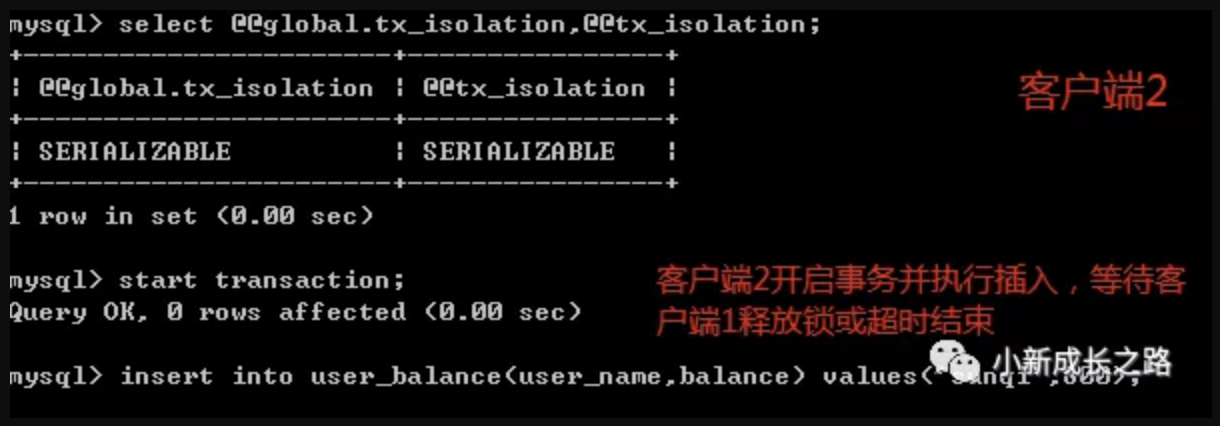 mysql> select @@global.tx_isolation,@@tx_isolation;
+-----------------------+----------------+
| @@global.tx_isolation | @@tx_isolation |
客户端2
+-----------------------+----------------+
| SERIALIZABLE | SERIALIZABLE |
+-----------------------+----------------+
1 row in set (0.00 sec)
mysql> start transaction;
Query OK, 0 rows affected (0.00 sec)
客户端2开启事务并执行插入，等待客
户端1释放锁或超时结束
小新成长之路
mysql> insert into user_balance(user_name,balance) values(